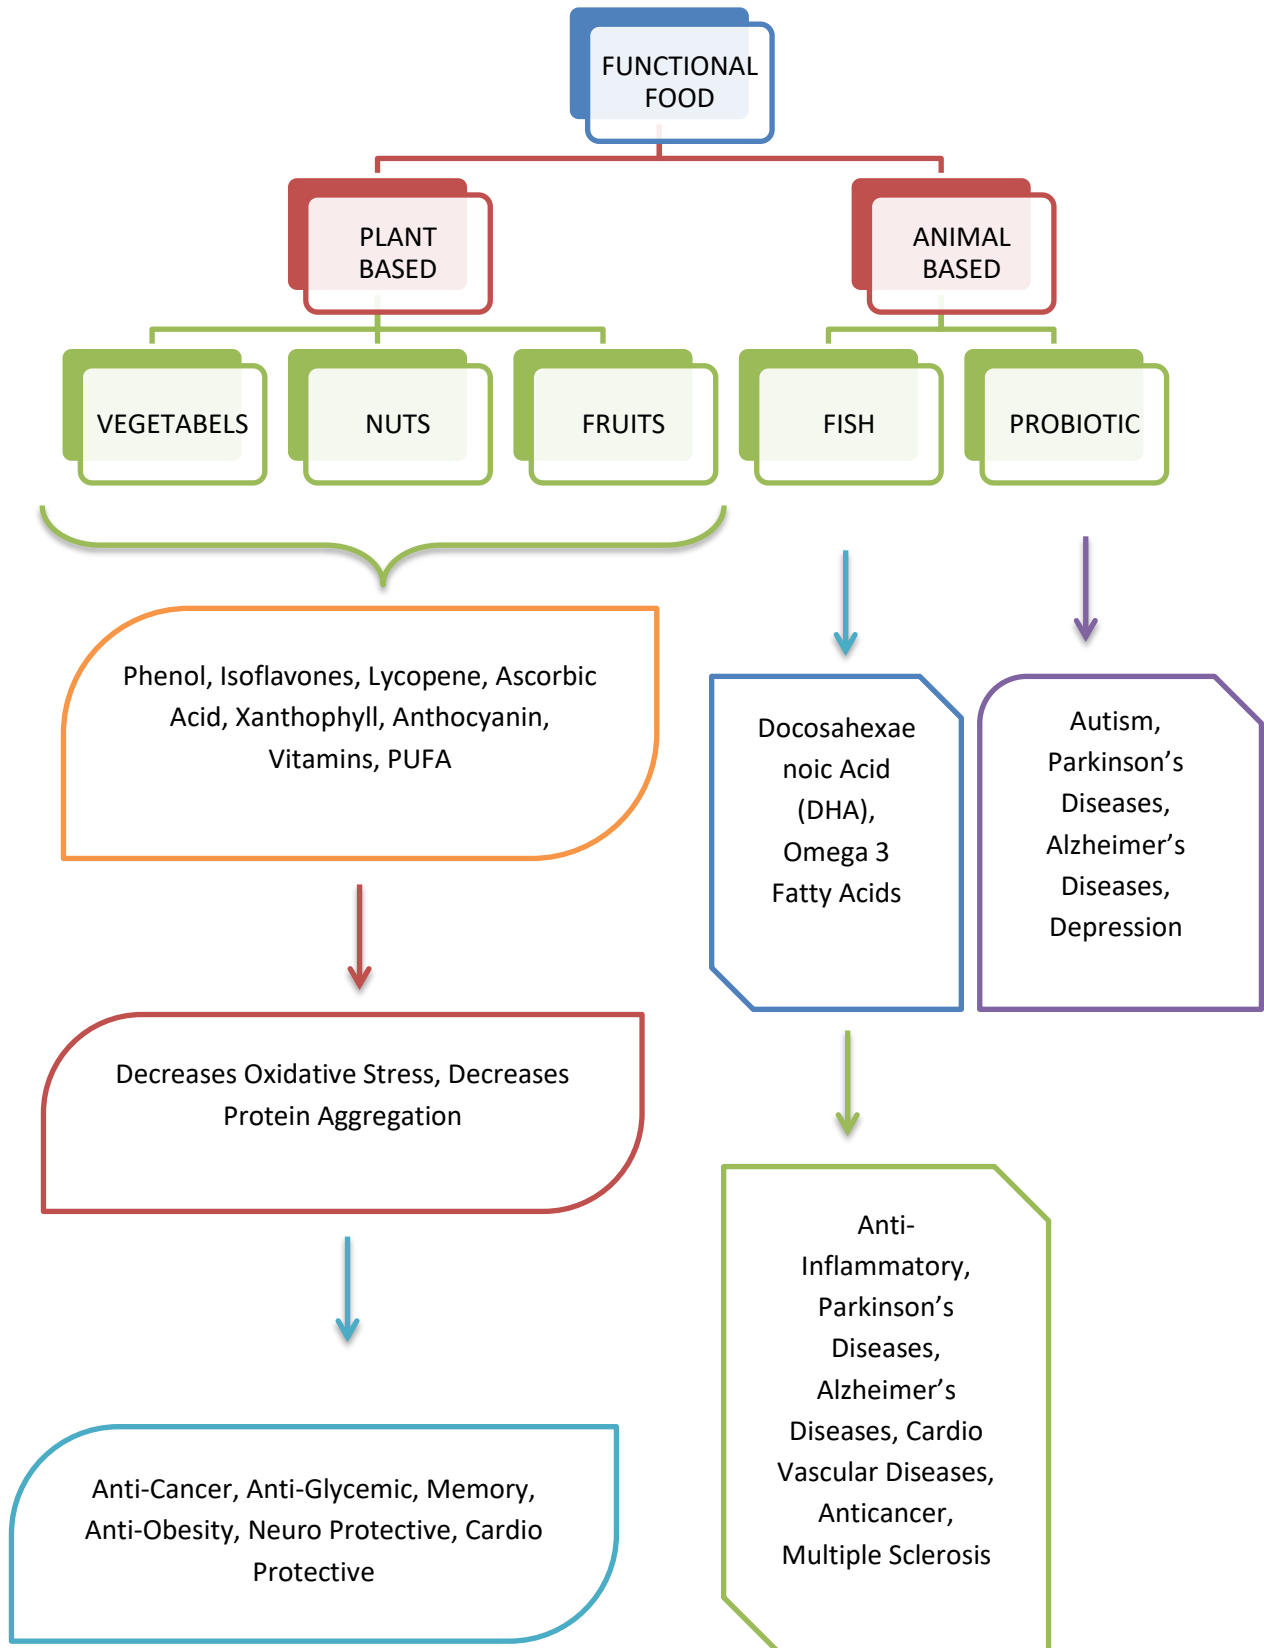 FUNCTIONAL
FOOD
PLANT
BASED
ANIMAL
BASED
VEGETABELS
NUTS
FRUITS
FISH
PROBIOTIC
Phenol, Isoflavones, Lycopene, Ascorbic
Acid, Xanthophyll, Anthocyanin,
Vitamins, PUFA
Docosahexae
noic Acid
(DHA),
Omega 3
Fatty Acids
Autism,
Parkinson’s
Diseases,
Alzheimer’s
Diseases,
Depression
Decreases Oxidative Stress, Decreases
Protein Aggregation
Anti-
Inflammatory,
Parkinson’s
Diseases,
Alzheimer’s
Diseases, Cardio
Vascular Diseases,
Anticancer,
Multiple Sclerosis
Anti-Cancer, Anti-Glycemic, Memory,
Anti-Obesity, Neuro Protective, Cardio
Protective